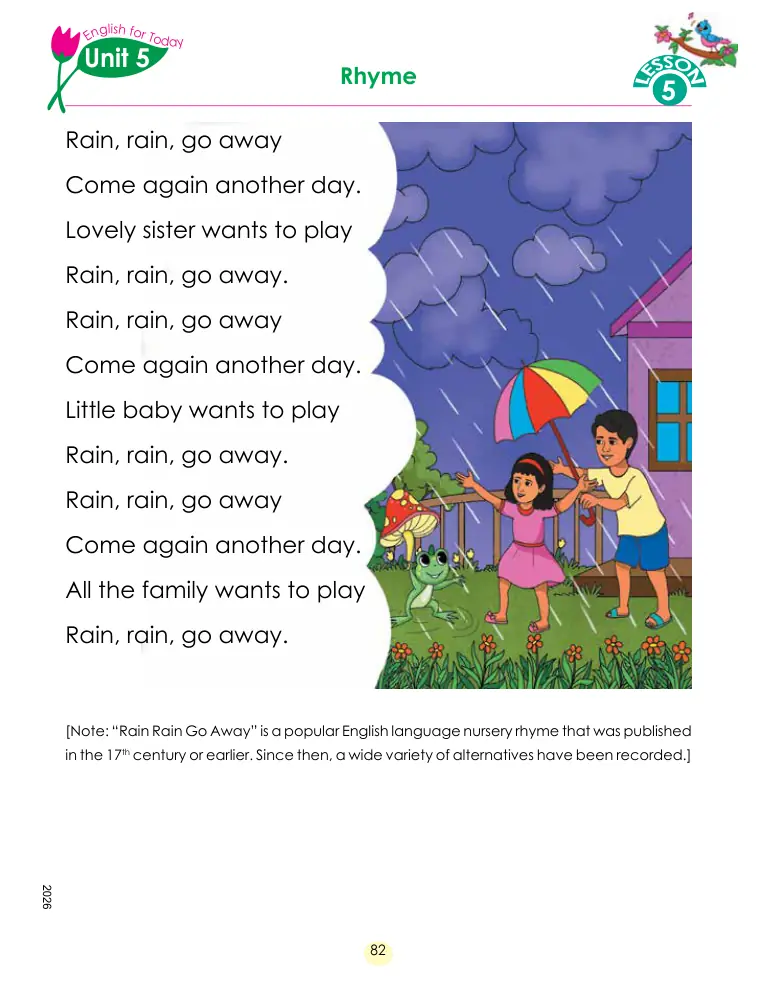 English for Today
Unit 5
Rhyme
LESSON
5
Rain, rain, go away
Come again another day.
Lovely sister wants to play
Rain, rain, go away.
Rain, rain, go away
Come again another day.
Little baby wants to play
Rain, rain, go away.
Rain, rain, go away
Come again another day.
All the family wants to play
Rain, rain, go away.
[Note: “Rain Rain Go Away” is a popular English language nursery rhyme that was published
in the 17th century or earlier. Since then, a wide variety of alternatives have been recorded.]
2026
82